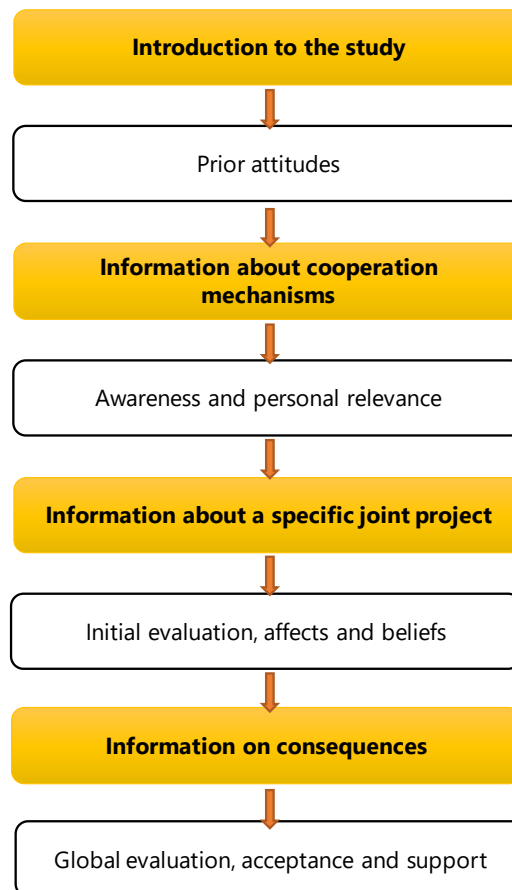 Introduction to the study
Prior attitudes
Information about cooperation
mechanisms
Awareness and personal relevance
Information about a specific joint project
Initial evaluation, affects and beliefs
Information on consequences
Global evaluation, acceptance and support